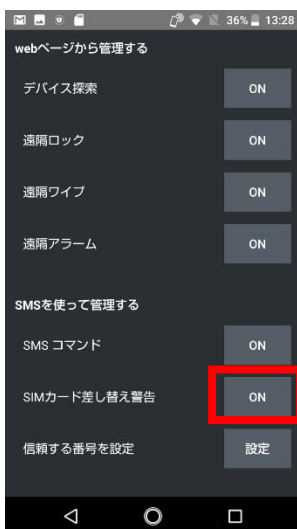 36% 13:28
webページから管理する
デバイス探索 ON
遠隔ロック ON
遠隔ワイプ ON
遠隔アラーム ON
SMSを使って管理する
SMS コマンド ON
SIMカード差し替え警告 ON
信頼する番号を設定 設定